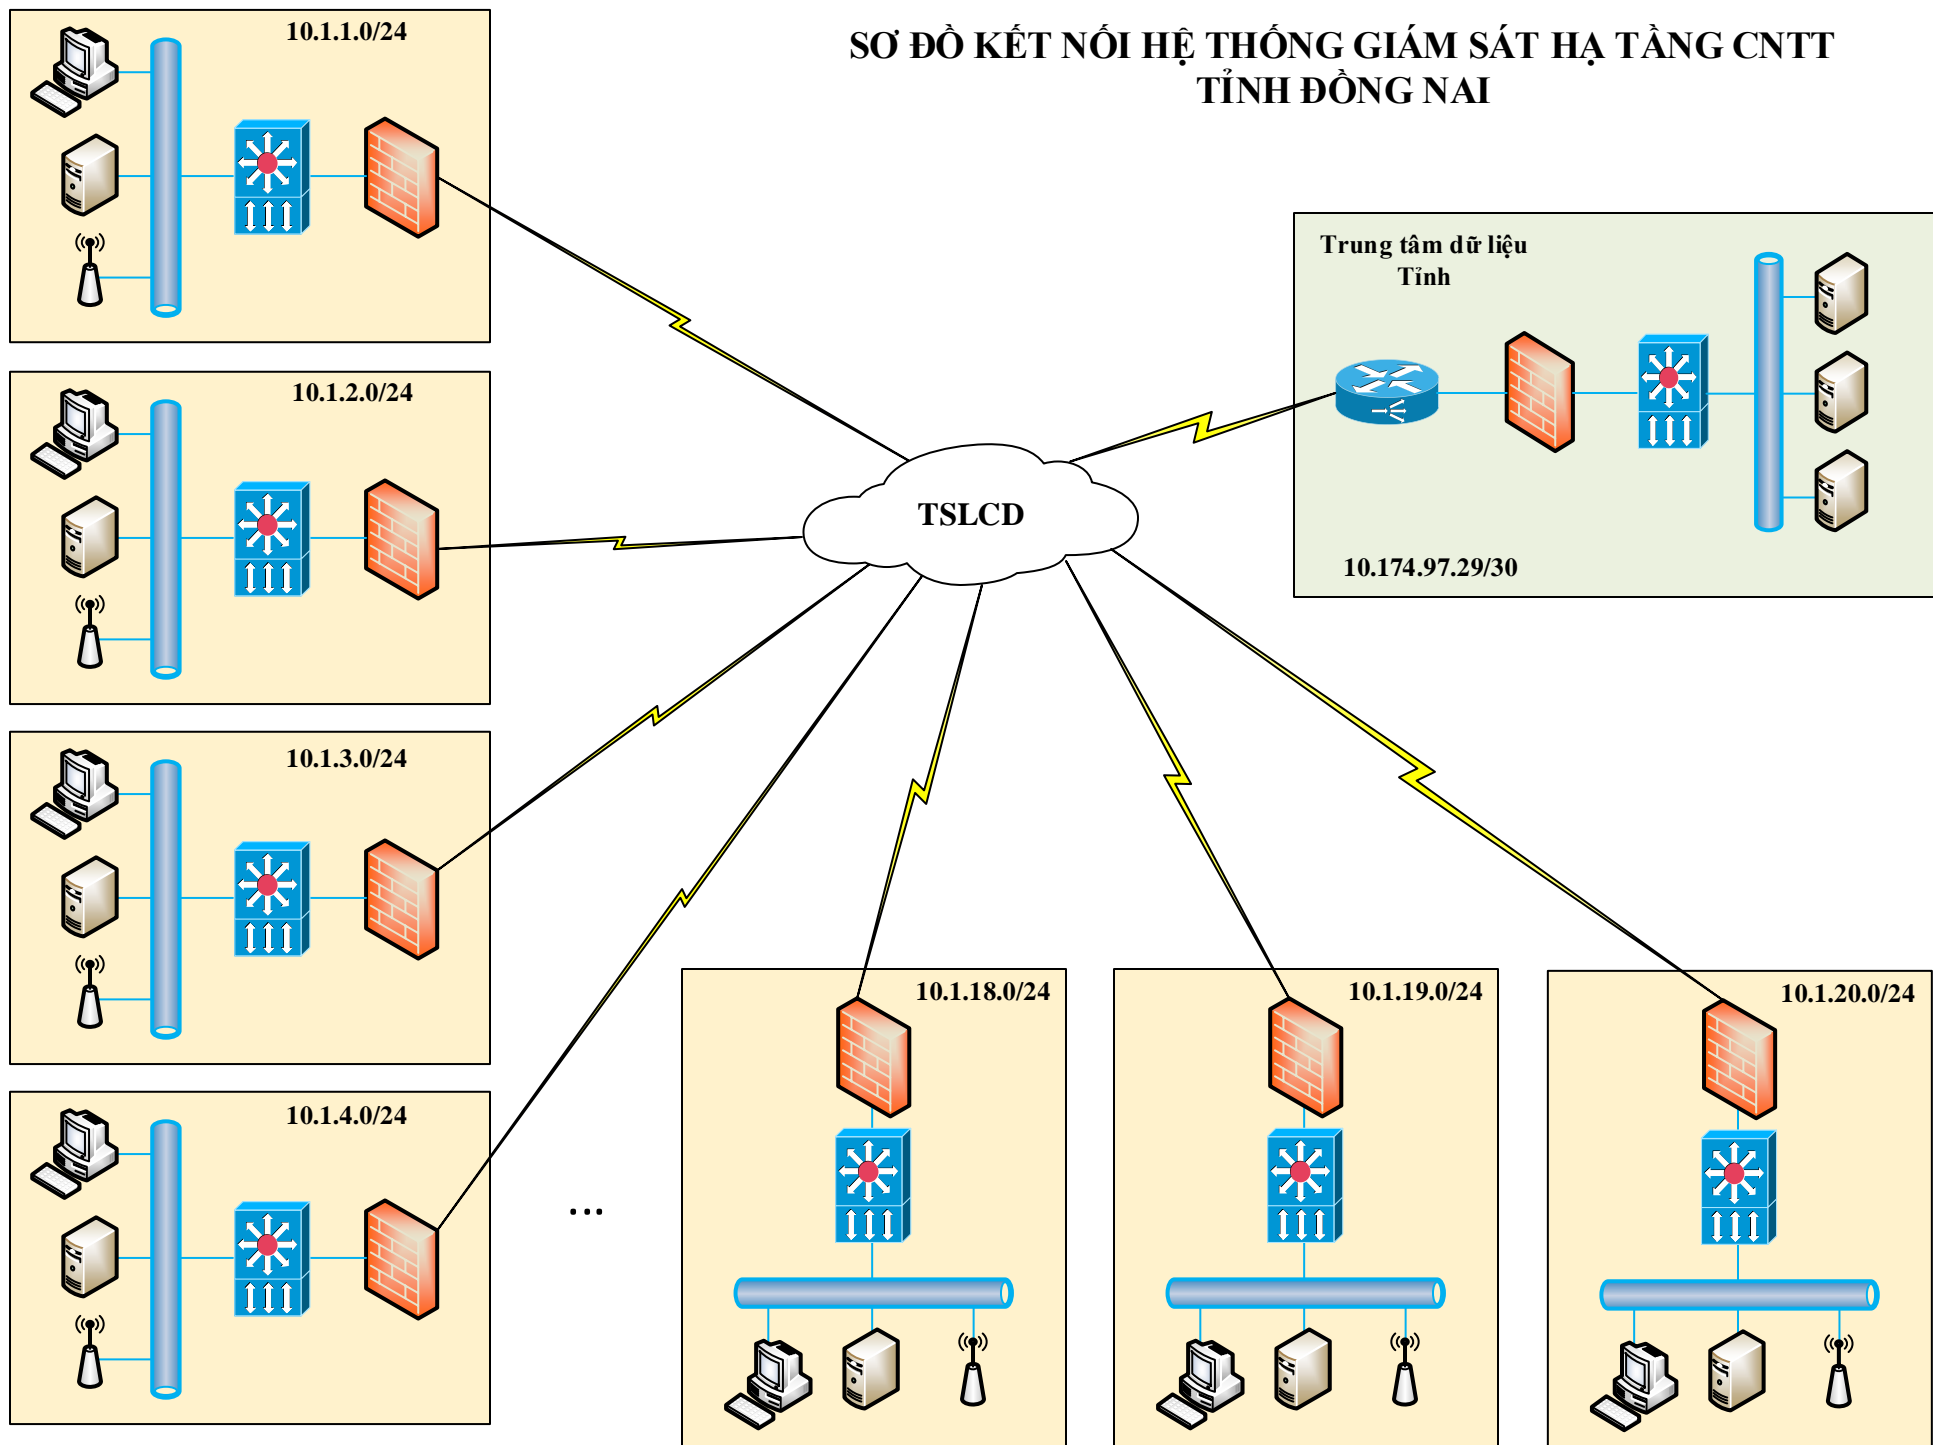 SƠ ĐỒ KẾT NỐI HỆ THỐNG GIÁM SÁT HẠ TẦNG CNTT
TỈNH ĐỒNG NAI
10.1.1.0/24
Trung tâm dữ liệu
Tỉnh
10.1.2.0/24
TSLCD
10.174.97.29/30
10.1.3.0/24
10.1.18.0/24
10.1.19.0/24
10.1.20.0/24
10.1.4.0/24
...